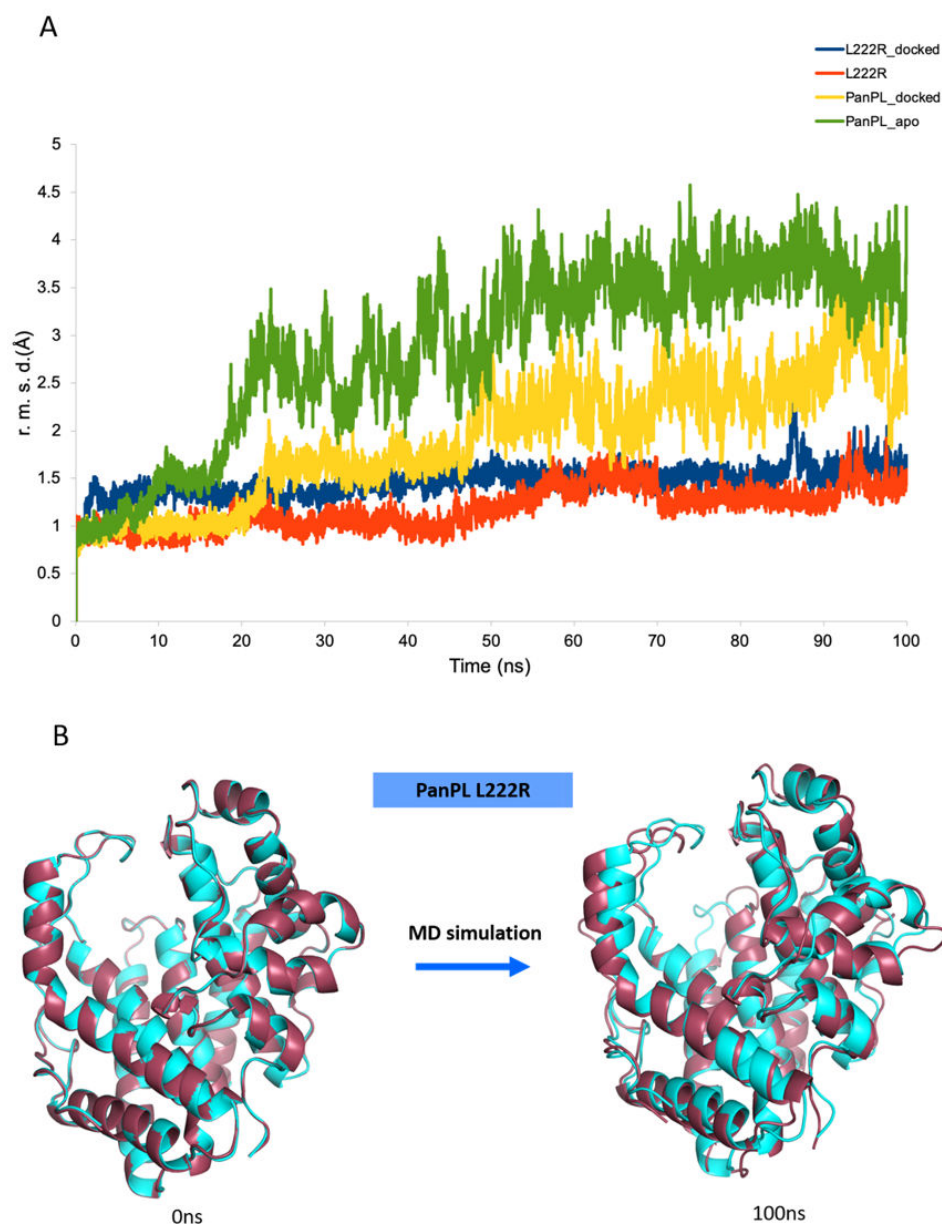 A
L222R_docked
L222R
PanPL_docked
PanPL_apo
5
4.5
4
3.5
3
2.5
2
1.5
1
0.5
0
r. m. s. d.(Å)
0 10 20 30 40 50 60 70 80 90 100
Time (ns)
B
PanPL L222R
MD simulation
0ns
100ns